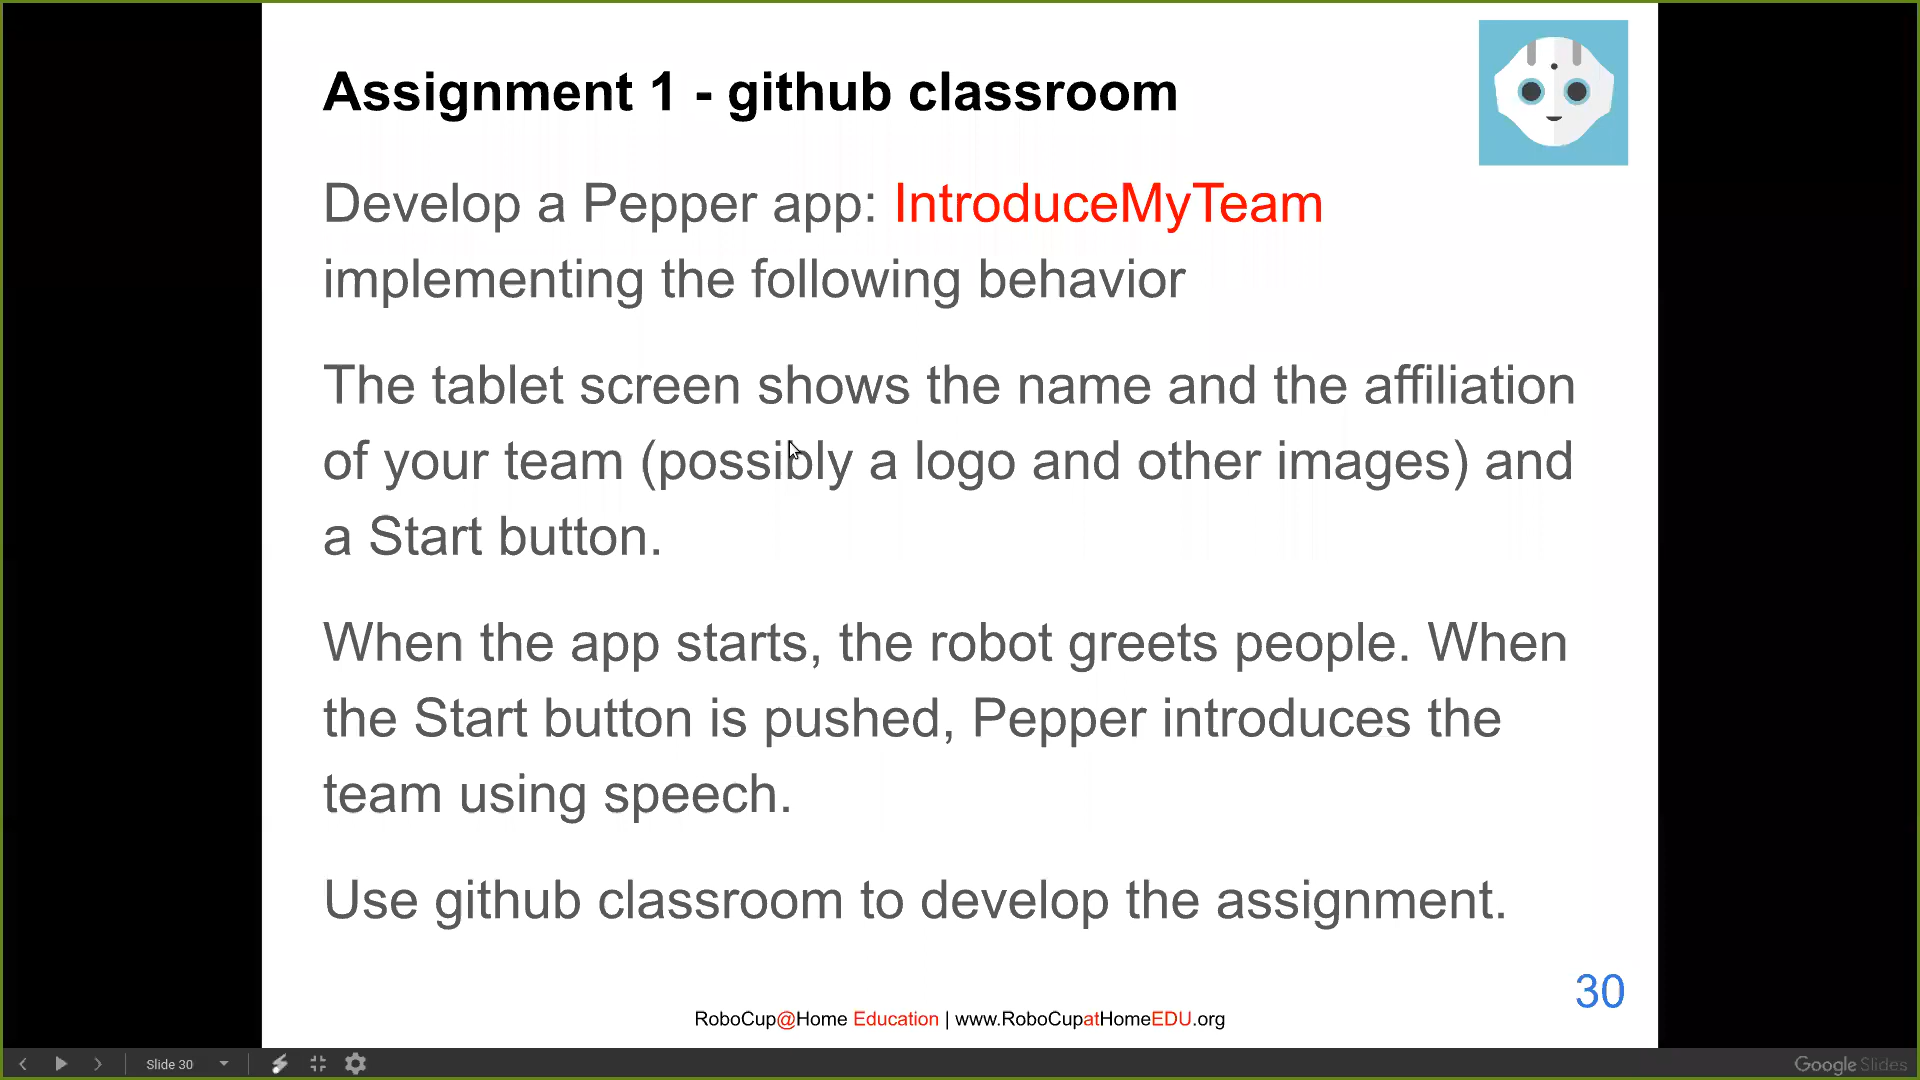 Assignment 1 - github classroom
Develop a Pepper app: IntroduceMyTeam
implementing the following behavior
The tablet screen shows the name and the affiliation
of your team (possibly a logo and other images) and
a Start button.
When the app starts, the robot greets people. When
the Start button is pushed, Pepper introduces the
team using speech.
Use github classroom to develop the assignment.
30
RoboCup@Home Education | www.RoboCupatHomeEDU.org
Slide 30
Google Slides